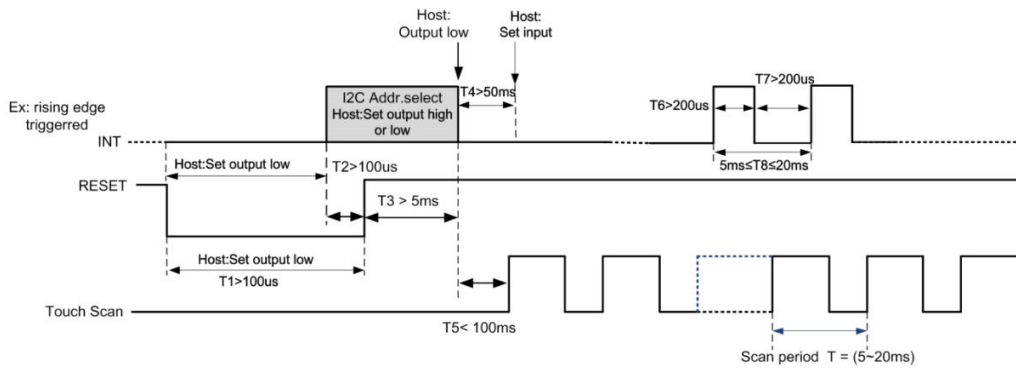 Host:
Output low
Host:
Set input
Ex: rising edge
triggerred
INT
I2C Addr.select
Host:Set output high
or low
T4>50ms
T6>200us
T7>200us
5ms≤T8≤20ms
Host:Set output low
T2>100us
RESET
T3 > 5ms
Host:Set output low
T1>100us
Touch Scan
T5< 100ms
Scan period T = (5~20ms)